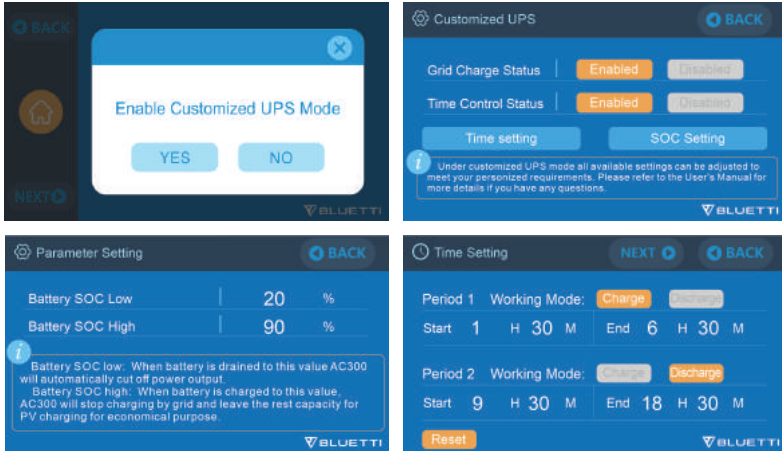 BACK
Enable Customized UPS Mode
YES NO
NEXT
BLUETTI
Customized UPS BACK
Grid Charge Status Enabled Disabled
Time Control Status Enabled Disabled
Time setting SOC Setting
Under customized UPS mode all available settings can be adjusted to
meet your personized requirements. Please refer to the User's Manual for
more details if you have any questions.
BLUETTI
Parameter Setting BACK
Battery SOC Low 20 %
Battery SOC High 90 %
Battery SOC low: When battery is drained to this value AC300
will automatically cut off power output.
Battery SOC high: When battery is charged to this value,
AC300 will stop charging by grid and leave the rest capacity for
PV charging for economical purpose.
BLUETTI
Time Setting NEXT BACK
Period 1 Working Mode: Charge Discharge
Start 1 H 30 M End 6 H 30 M
Period 2 Working Mode: Charge Discharge
Start 9 H 30 M End 18 H 30 M
Reset
BLUETTI